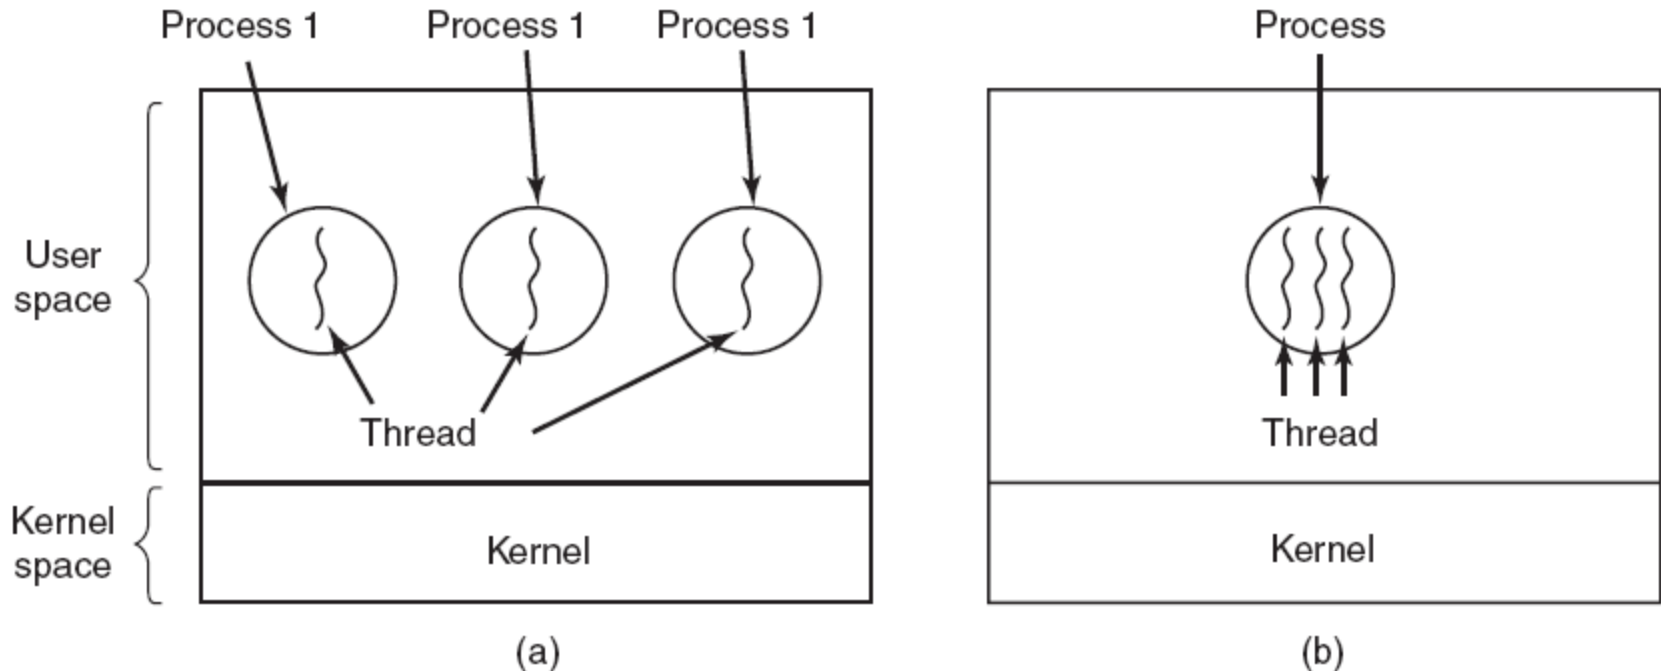 Process 1 Process 1 Process 1
Process
User
space
Thread
Thread
Kernel
space
Kernel
Kernel
(a)
(b)